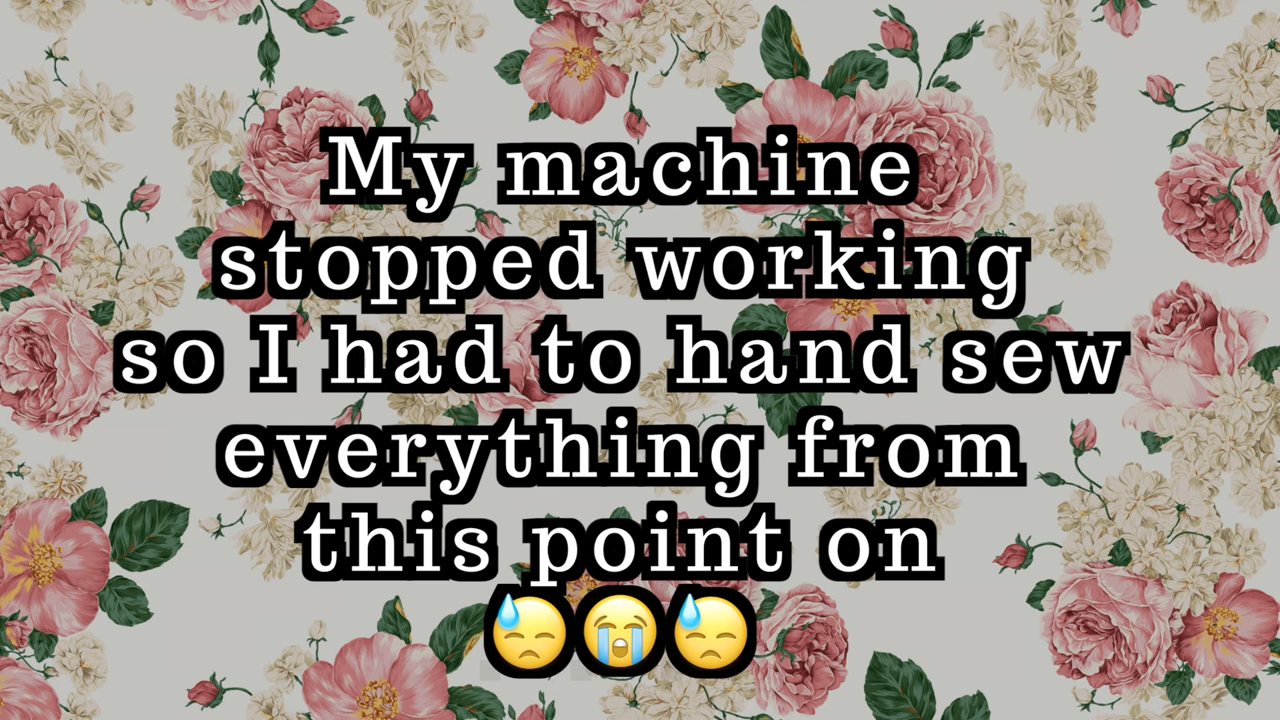 My machine
stopped working
so I had to hand sew
everything from
this point on
😓😭😓